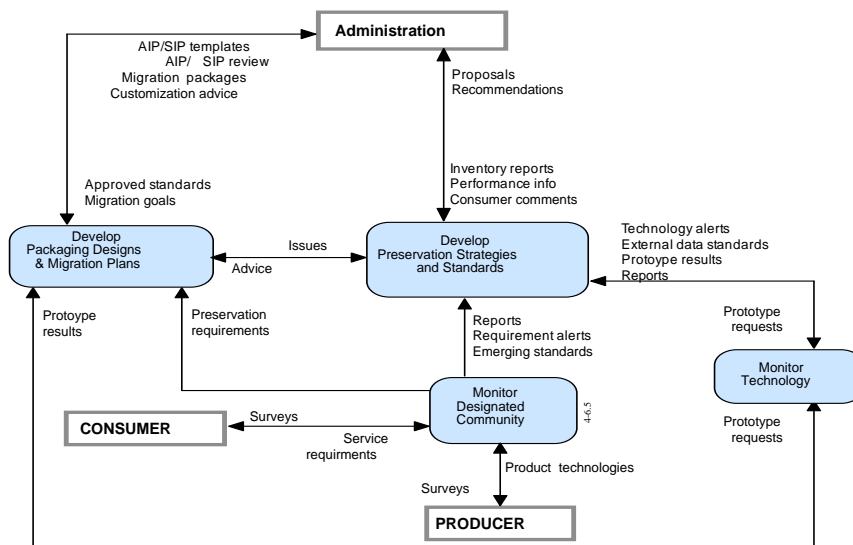 Administration
AIP/SIP templates
AIP/ SIP review
Migration packages
Customization advice
Proposals
Recommendations
Approved standards
Migration goals
Inventory reports
Performance info
Consumer comments
Technology alerts
External data standards
Protoype results
Reports
Develop
Packaging Designs
& Migration Plans
Issues
Advice
Develop
Preservation Strategies
and Standards
Protoype
results
Preservation
requirements
Reports
Requirement alerts
Emerging standards
Prototype
requests
Monitor
Technology
Monitor
Designated
Community
4-6.5
Prototype
requests
CONSUMER
Surveys
Service
requirments
Product technologies
Surveys
PRODUCER